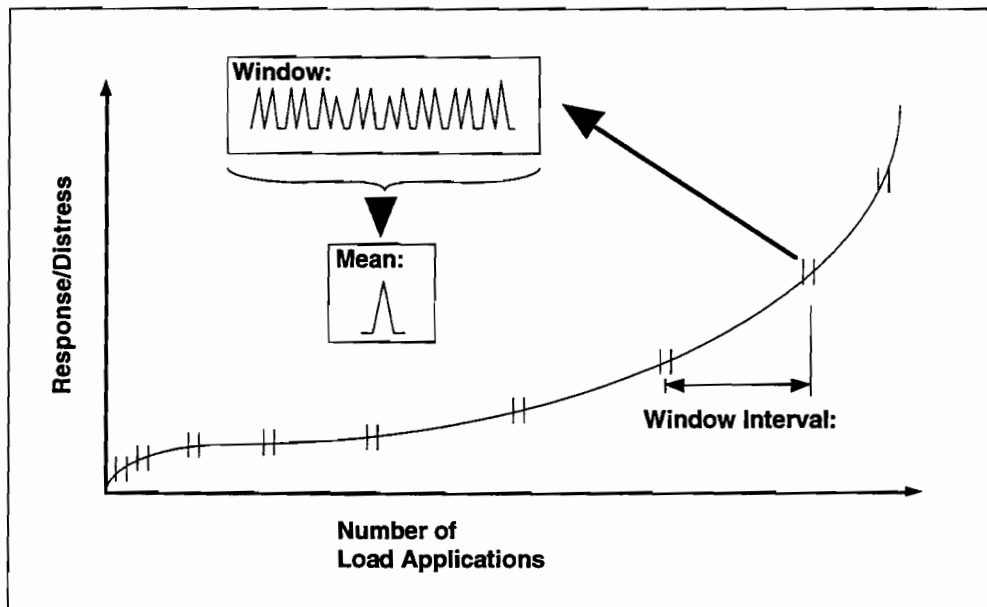 Window:
Mean:
Response/Distress
Window Interval:
Number of
Load Applications